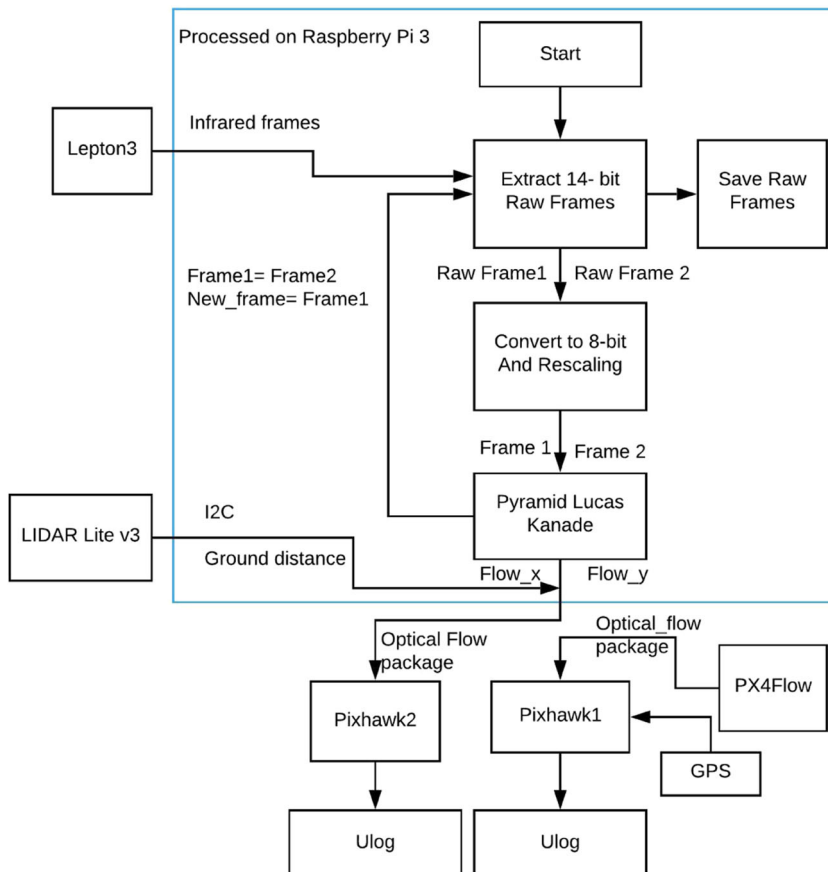 Processed on Raspberry Pi 3
Start
Lepton3
Infrared frames
Extract 14- bit
Raw Frames
Save Raw
Frames
Frame1= Frame2
New_frame= Frame1
Raw Frame1
Raw Frame 2
Convert to 8-bit
And Rescaling
Frame 1
Frame 2
Pyramid Lucas
Kanade
LIDAR Lite v3
I2C
Ground distance
Flow_x
Flow_y
Optical Flow
package
Optical_flow
package
PX4Flow
Pixhawk2
Pixhawk1
GPS
Ulog
Ulog